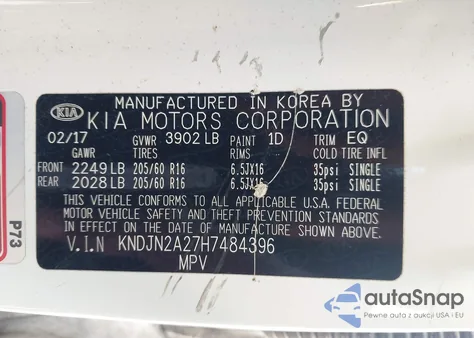 MANUFACTURED IN KOREA BY
KIA KIA MOTORS CORPORATION
02/17 GVWR 3902 LB PAINT 1D TRIM EQ
GAWR TIRES RIMS COLD TIRE INFL
FRONT 2249 LB 205/60 R16 6.5JX16 35psi SINGLE
REAR 2028 LB 205/60 R16 6.5JX16 35psi SINGLE
THIS VEHICLE CONFORMS TO ALL APPLICABLE U.S.A. FEDERAL
MOTOR VEHICLE SAFETY AND THEFT PREVENTION STANDARDS
IN EFFECT ON THE DATE OF MANUFACTURE SHOWN ABOVE.
V.I.N KNDJN2A27H7484396
MPV
P73
autoSnap
Pewne auta z aukcji USA i EU